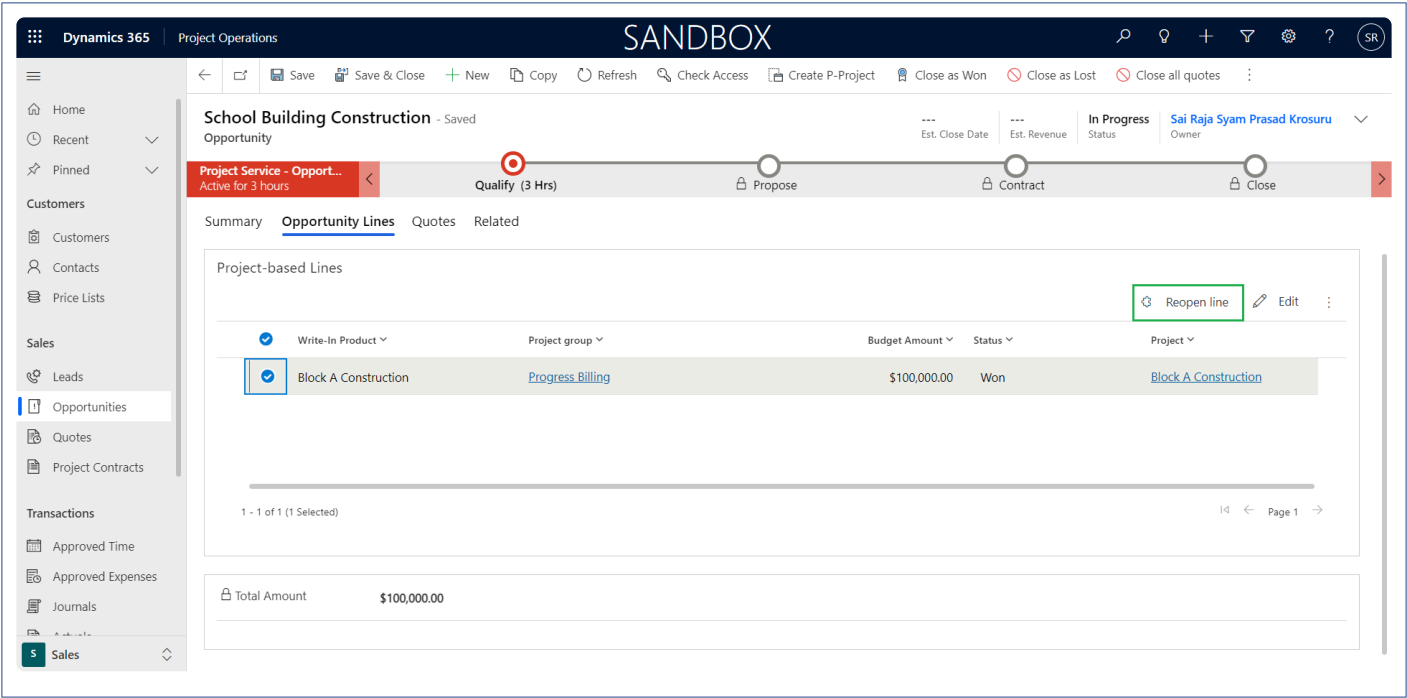 Dynamics 365 Project Operations SANDBOX ? SR
Save Save & Close New Copy Refresh Check Access Create P-Project Close as Won Close as Lost Close all quotes
Home
Recent
Pinned
Customers
Customers
Contacts
Price Lists
Sales
Leads
Opportunities
Quotes
Project Contracts
Transactions
Approved Time
Approved Expenses
Journals
Actuals
S Sales
School Building Construction - Saved
Opportunity
--- --- In Progress Sai Raja Syam Prasad Krosuru
Est. Close Date Est. Revenue Status Owner
Project Service - Opport...
Active for 3 hours
Qualify (3 Hrs) Propose Contract Close
Summary Opportunity Lines Quotes Related
Project-based Lines
Reopen line Edit
Write-In Product Project group Budget Amount Status Project
Block A Construction Progress Billing $100,000.00 Won Block A Construction
1 - 1 of 1 (1 Selected) Page 1
Total Amount $100,000.00